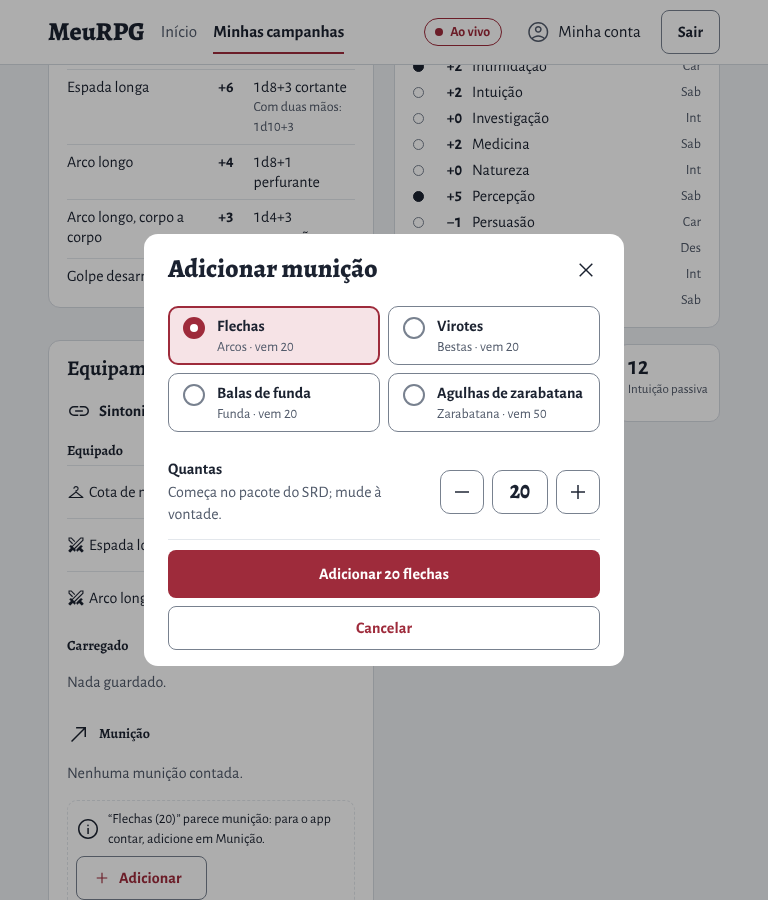 MeuRPG
Início
Minhas campanhas
Ao vivo
Minha conta
Sair
Espada longa
+6
1d8+3 cortante
Com duas mãos:
1d10+3
Arco longo
+4
1d8+1
perfurante
Arco longo, corpo a
corpo
+3
1d4+3
Golpe desarm
+2 Intimidação Car
+2 Intuição Sab
+0 Investigação Int
+2 Medicina Sab
+0 Natureza Int
+5 Percepção Sab
−1 Persuasão Car
Des
Int
Sab
12
Intuição passiva
Adicionar munição
Flechas
Arcos · vem 20
Virotes
Bestas · vem 20
Balas de funda
Funda · vem 20
Agulhas de zarabatana
Zarabatana · vem 50
Quantas
Começa no pacote do SRD; mude à
vontade.
20
Adicionar 20 flechas
Cancelar
Equipam
Sintoni
Equipado
Cota de
Espada lo
Arco long
Carregado
Nada guardado.
Munição
Nenhuma munição contada.
“Flechas (20)” parece munição: para o app
contar, adicione em Munição.
Adicionar